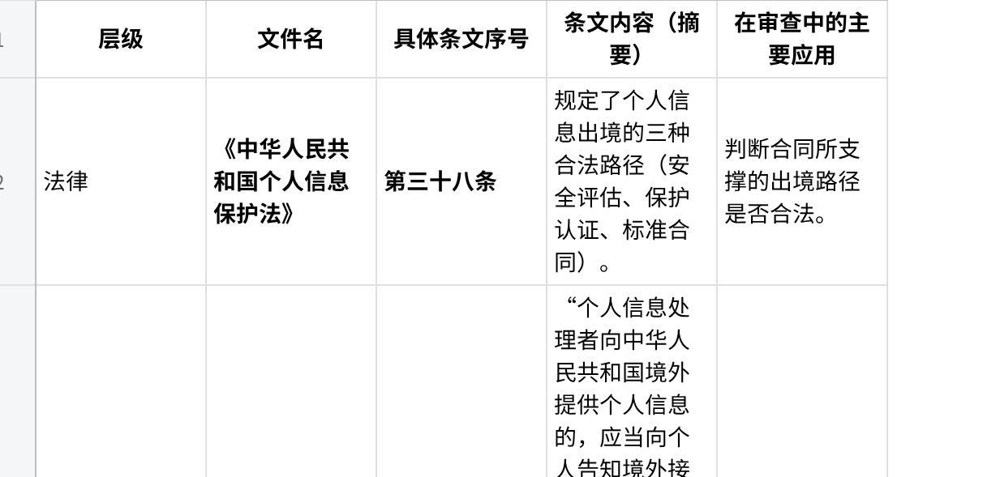 1
层级
文件名
具体条文序号
条文内容（摘
要）
在审查中的主
要应用
2
法律
《中华人民共
和国个人信息
保护法》
第三十八条
规定了个人信
息出境的三种
合法路径（安
全评估、保护
认证、标准合
同）。
判断合同所支
撑的出境路径
是否合法。
“个人信息处
理者向中华人
民共和国境外
提供个人信息
的，应当向个
人告知境外接